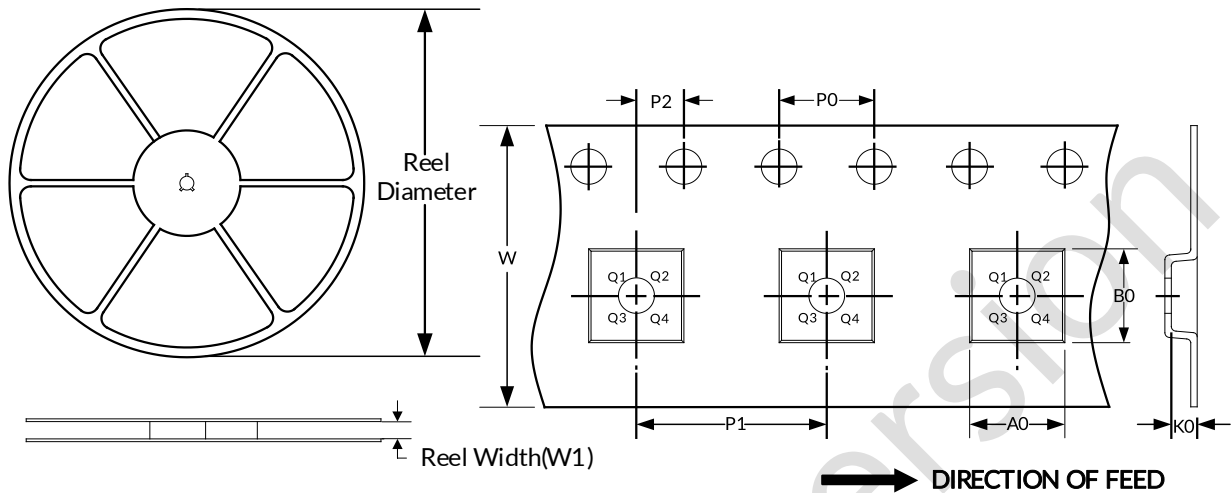 Reel
Diameter
Reel Width(W1)
P2
P0
W
Q1 Q2
Q3 Q4
Q1 Q2
Q3 Q4
Q1 Q2
Q3 Q4
B0
P1
A0
K0
DIRECTION OF FEED